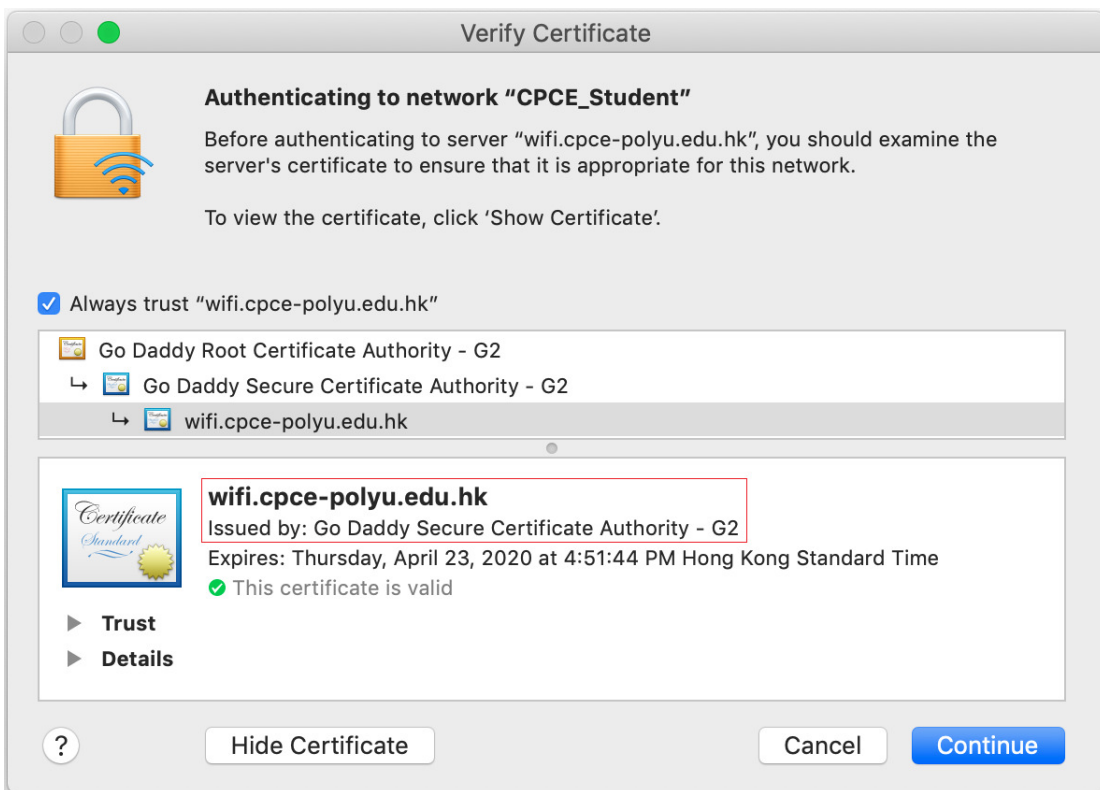 Verify Certificate
Authenticating to network “CPCE_Student”
Before authenticating to server “wifi.cpce-polyu.edu.hk”, you should examine the
server's certificate to ensure that it is appropriate for this network.
To view the certificate, click ‘Show Certificate’.
Always trust “wifi.cpce-polyu.edu.hk”
Go Daddy Root Certificate Authority - G2
↳ Go Daddy Secure Certificate Authority - G2
↳ wifi.cpce-polyu.edu.hk
Certificate
Standard
wifi.cpce-polyu.edu.hk
Issued by: Go Daddy Secure Certificate Authority - G2
Expires: Thursday, April 23, 2020 at 4:51:44 PM Hong Kong Standard Time
This certificate is valid
Trust
Details
? Hide Certificate Cancel Continue